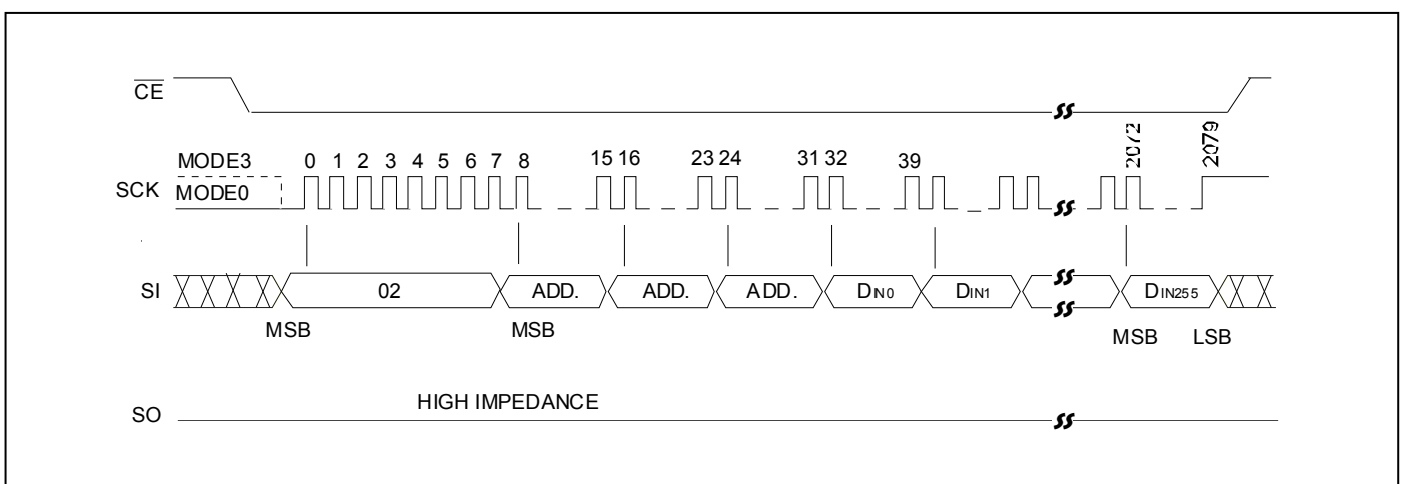 CE
MODE3 0 1 2 3 4 5 6 7 8 15 16 23 24 31 32 39 2072 2079
SCK MODE0
SI 02 ADD. ADD. ADD. DIN0 DIN1 DIN255
MSB MSB MSB LSB
HIGH IMPEDANCE
SO